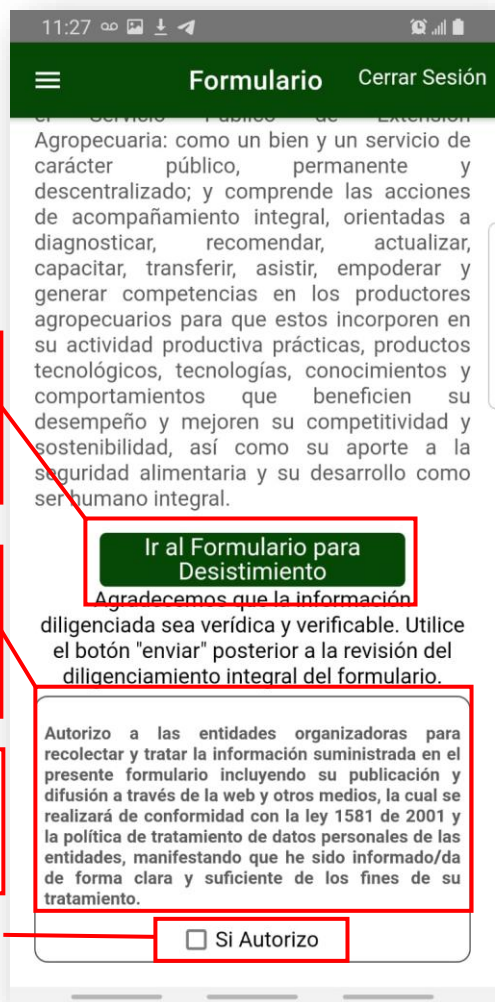 11:27
Formulario Cerrar Sesión
el Servicio Público de Extensión
Agropecuaria: como un bien y un servicio de
carácter público, permanente y
descentralizado; y comprende las acciones
de acompañamiento integral, orientadas a
diagnosticar, recomendar, actualizar,
capacitar, transferir, asistir, empoderar y
generar competencias en los productores
agropecuarios para que estos incorporen en
su actividad productiva prácticas, productos
tecnológicos, tecnologías, conocimientos y
comportamientos que beneficien su
desempeño y mejoren su competitividad y
sostenibilidad, así como su aporte a la
seguridad alimentaria y su desarrollo como
ser humano integral.
Ir al Formulario para
Desistimiento
Agradecemos que la información
diligenciada sea verídica y verificable. Utilice
el botón "enviar" posterior a la revisión del
diligenciamiento integral del formulario.
Autorizo a las entidades organizadoras para
recolectar y tratar la información suministrada en el
presente formulario incluyendo su publicación y
difusión a través de la web y otros medios, la cual se
realizará de conformidad con la ley 1581 de 2001 y
la política de tratamiento de datos personales de las
entidades, manifestando que he sido informado/da
de forma clara y suficiente de los fines de su
tratamiento.
Si Autorizo